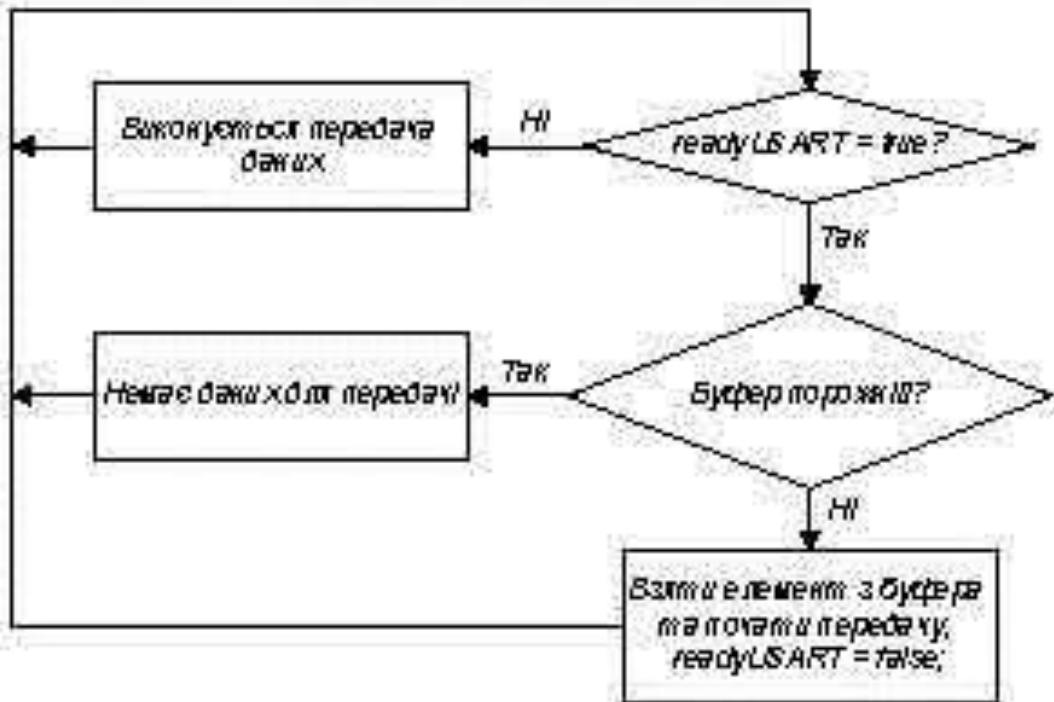 readyUSART = true?
Ні
Виконується передача
даних
Так
Буфер порожній?
Так
Немає даних для передачі
Ні
Взяти елемент з буфера
та почати передачу,
readyUSART = false;